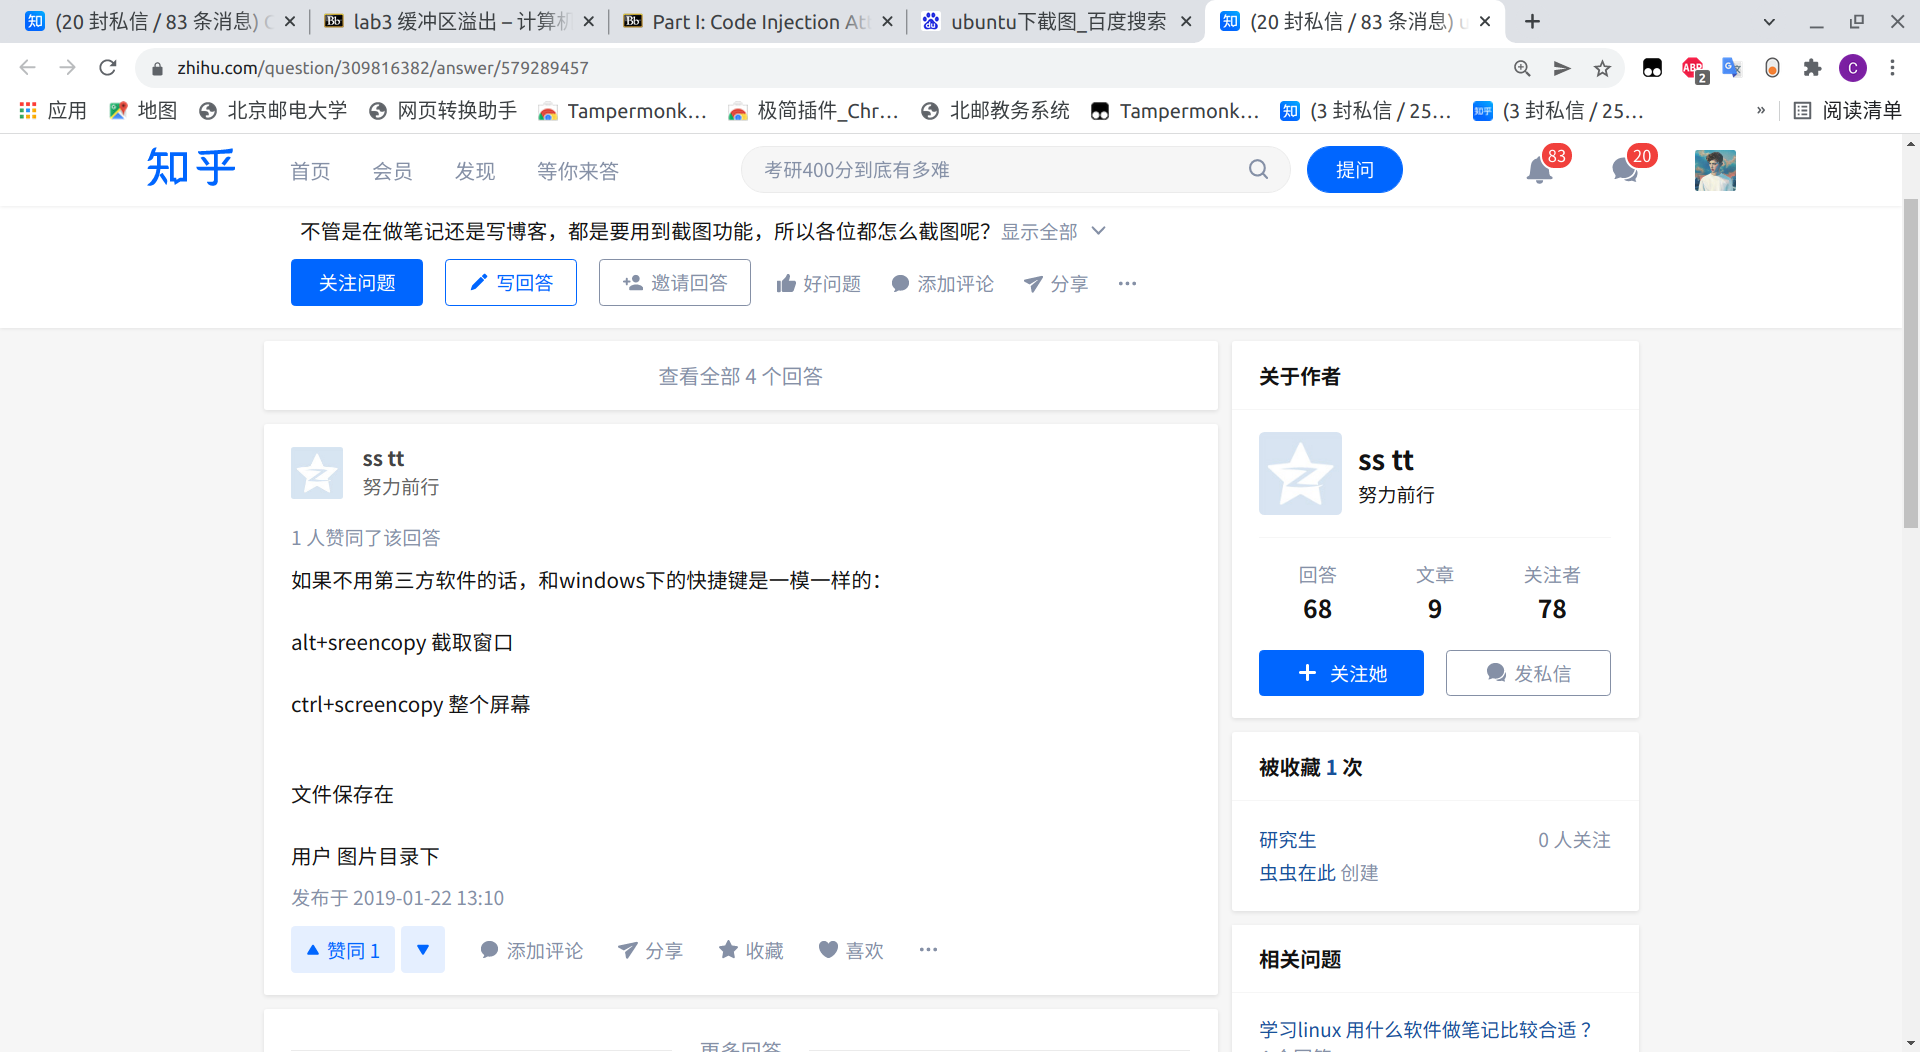 (20 封私信 / 83 条消息)
lab3 缓冲区溢出 – 计算机
Part I: Code Injection Att
ubuntu下截图_百度搜索
(20 封私信 / 83 条消息) u
zhihu.com/question/309816382/answer/579289457
ABP
2
C
应用
地图
北京邮电大学
网页转换助手
Tampermonk...
极简插件_Chr...
北邮教务系统
Tampermonk...
(3 封私信 / 25...
(3 封私信 / 25...
»
阅读清单
知乎
首页
会员
发现
等你来答
考研400分到底有多难
提问
83
20
不管是在做笔记还是写博客，都是要用到截图功能，所以各位都怎么截图呢？ 显示全部
关注问题
写回答
邀请回答
好问题
添加评论
分享
查看全部 4 个回答
ss tt
努力前行
1 人赞同了该回答
如果不用第三方软件的话，和windows下的快捷键是一模一样的：
alt+sreencopy 截取窗口
ctrl+screencopy 整个屏幕
文件保存在
用户 图片目录下
发布于 2019-01-22 13:10
赞同 1
添加评论
分享
收藏
喜欢
更多回答
关于作者
ss tt
努力前行
回答
68
文章
9
关注者
78
关注她
发私信
被收藏 1 次
研究生
0 人关注
虫虫在此 创建
相关问题
学习linux 用什么软件做笔记比较合适？